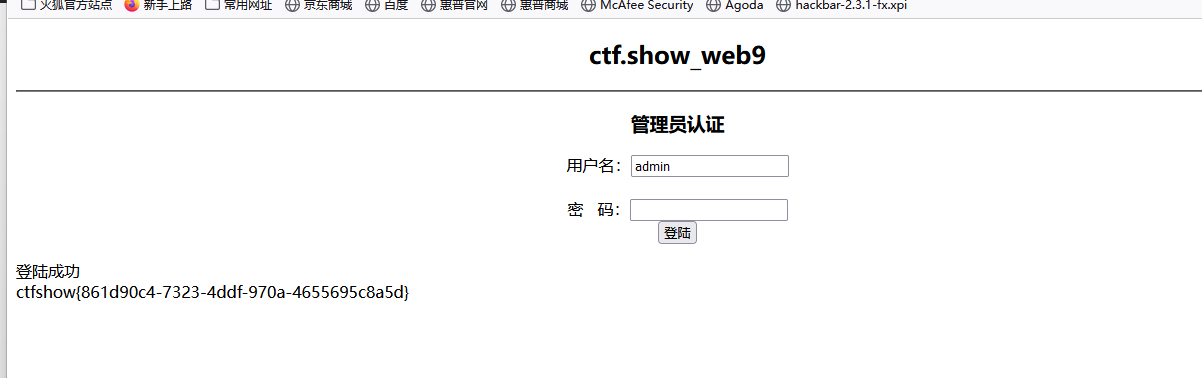 火狐官方站点 新手上路 常用网址 京东商城 百度 惠普官网 惠普商城 McAfee Security Agoda hackbar-2.3.1-fx.xpi
ctf.show_web9
管理员认证
用户名： admin
密 码：
登陆
登陆成功
ctfshow{861d90c4-7323-4ddf-970a-4655695c8a5d}